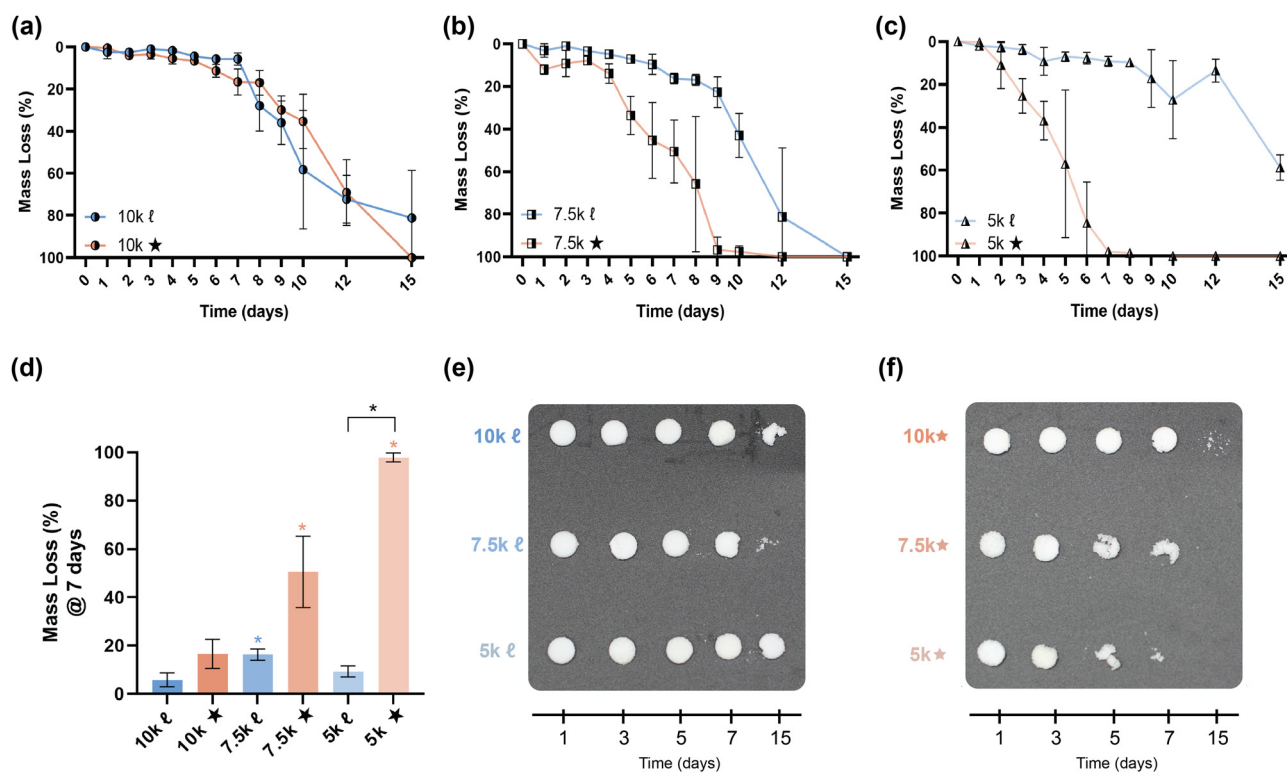 (a)
0
20
40
60
80
100
Mass Loss (%)
10k ℓ
10k ★
0 1 2 3 4 5 6 7 8 9 10 12 15
Time (days)
(b)
0
20
40
60
80
100
Mass Loss (%)
7.5k ℓ
7.5k ★
0 1 2 3 4 5 6 7 8 9 10 12 15
Time (days)
(c)
0
20
40
60
80
100
Mass Loss (%)
5k ℓ
5k ★
0 1 2 3 4 5 6 7 8 9 10 12 15
Time (days)
(d)
Mass Loss (%)
@ 7 days
100
80
60
40
20
0
*
*
*
*
10k ℓ 10k ★ 7.5k ℓ 7.5k ★ 5k ℓ 5k ★
(e)
10k ℓ
7.5k ℓ
5k ℓ
1 3 5 7 15
Time (days)
(f)
10k★
7.5k★
5k★
1 3 5 7 15
Time (days)